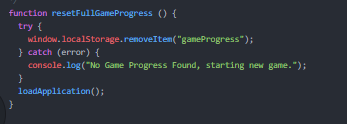 function resetFullGameProgress () {
  try {
    window.localStorage.removeItem("gameProgress");
  } catch (error) {
    console.log("No Game Progress Found, starting new game.");
  }
  loadApplication();
}